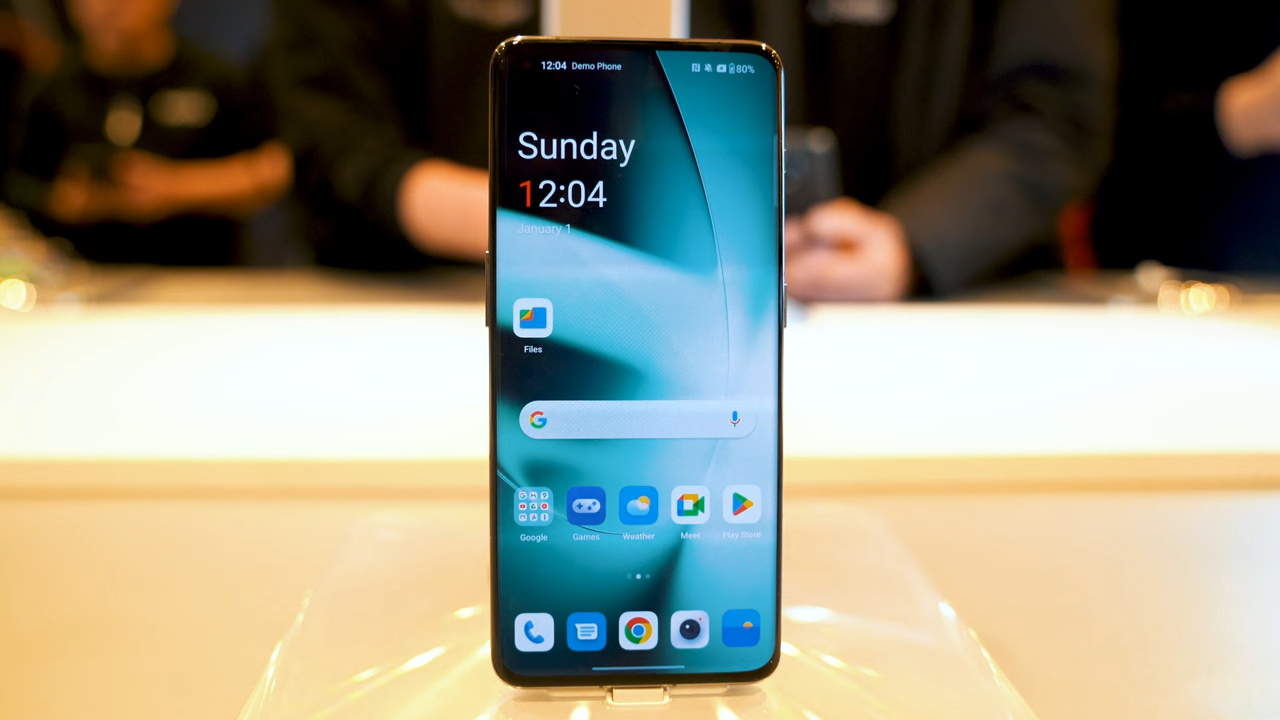 12:04 Demo Phone
80%
Sunday
12:04
January 1
Files
Google Games Weather Meet Play Store